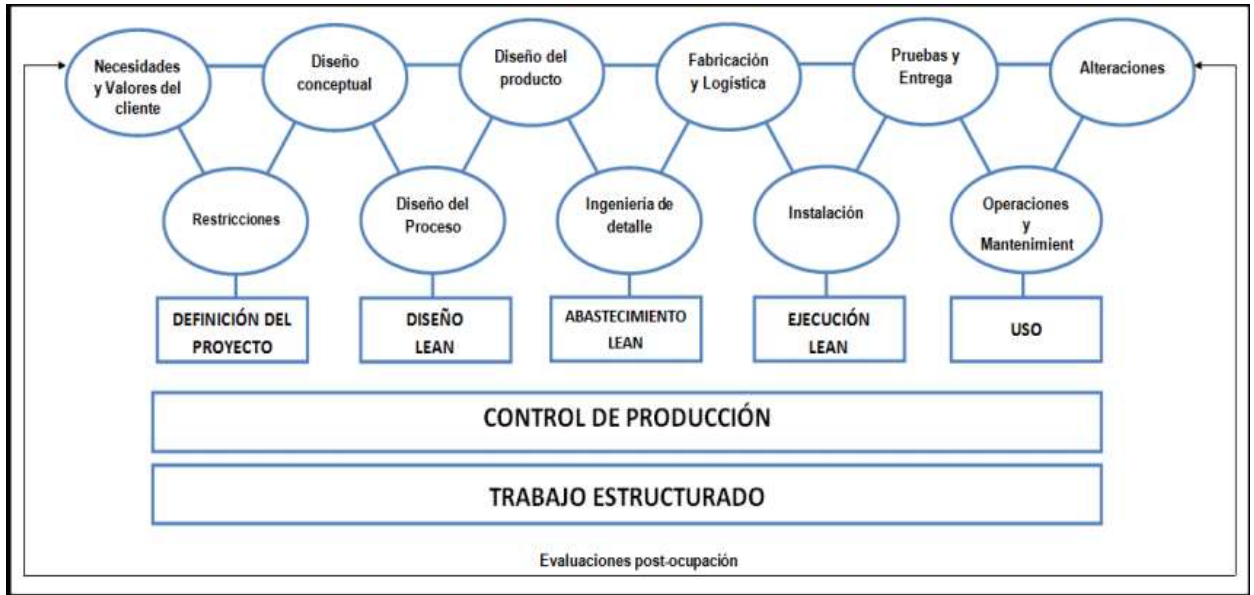 Necesidades
y Valores del
cliente
Diseño
conceptual
Diseño del
producto
Fabricación
y Logística
Pruebas y
Entrega
Alteraciones
Restricciones
Diseño del
Proceso
Ingeniería de
detalle
Instalación
Operaciones
y
Mantenimient
DEFINICIÓN DEL
PROYECTO
DISEÑO
LEAN
ABASTECIMIENTO
LEAN
EJECUCIÓN
LEAN
USO
CONTROL DE PRODUCCIÓN
TRABAJO ESTRUCTURADO
Evaluaciones post-ocupación